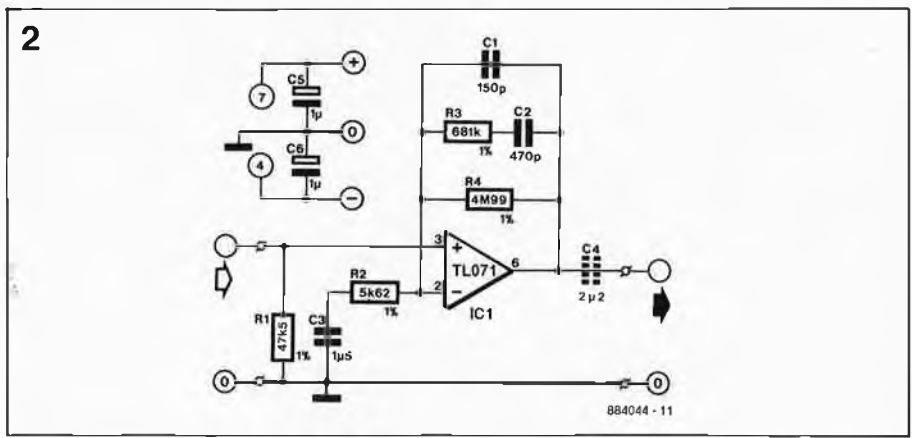 2
C1
150p
+
C5
7
1µ
R3
C2
681k
1%
470p
0
C6
4
1µ
−
R4
4M99
1%
3
+
TL071
6
C4
R2
2
−
5k62
2µ2
IC1
1%
R1
47k5
C3
1%
1µ5
0
0
884044 - 11